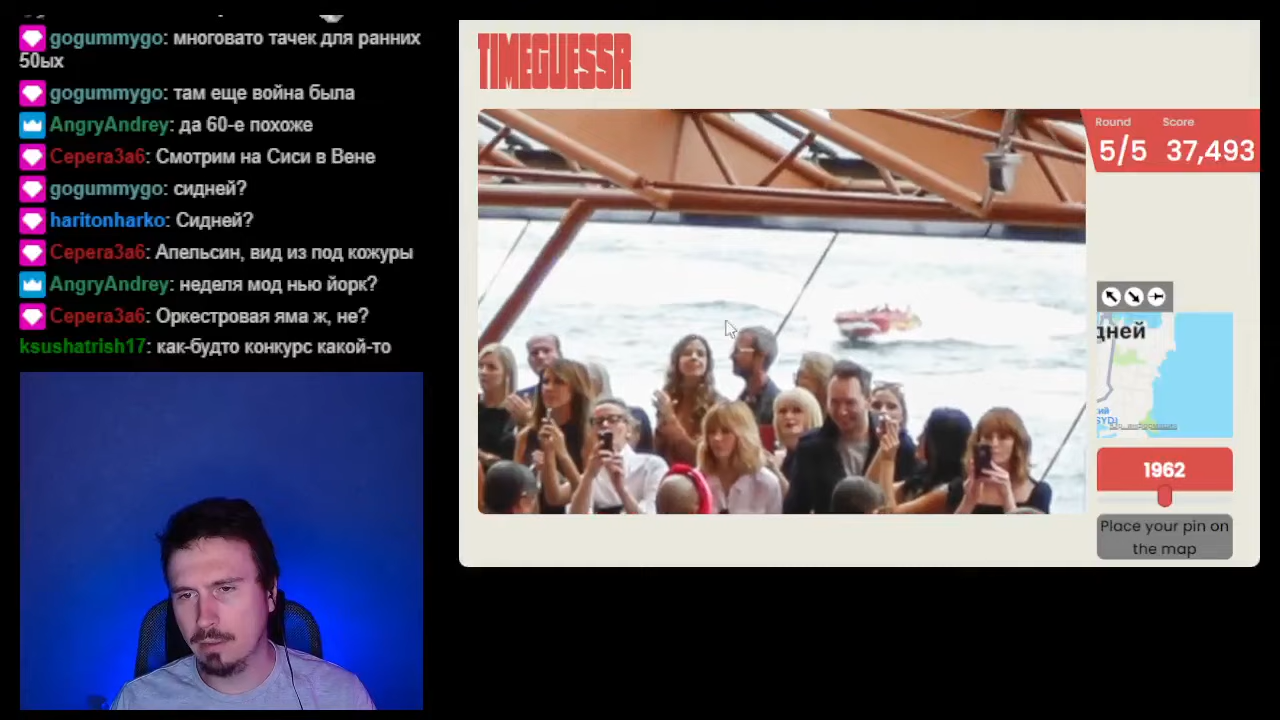 gogummygo: многовато тачек для ранних
50ых
gogummygo: там еще война была
AngryAndrey: да 60-е похоже
Серега3а6: Смотрим на Сиси в Вене
gogummygo: сидней?
haritonharko: Сидней?
Серега3а6: Апельсин, вид из под кожуры
AngryAndrey: неделя мод нью йорк?
Серега3а6: Оркестровая яма ж, не?
ksushatrish17: как-будто конкурс какой-то
TIMEGUESSR
Round Score
5/5 37,493
дней
1962
Place your pin on
the map